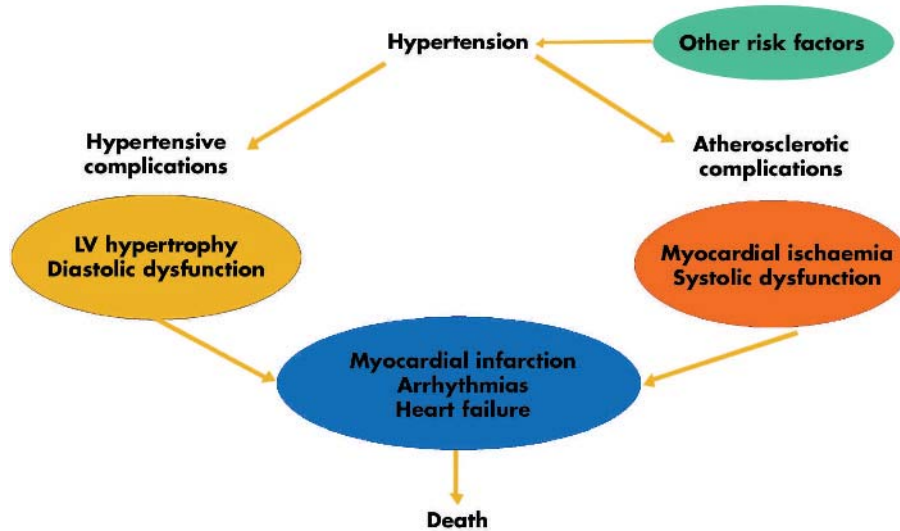 Hypertension
Other risk factors
Hypertensive
complications
Atherosclerotic
complications
LV hypertrophy
Diastolic dysfunction
Myocardial ischaemia
Systolic dysfunction
Myocardial infarction
Arrhythmias
Heart failure
Death